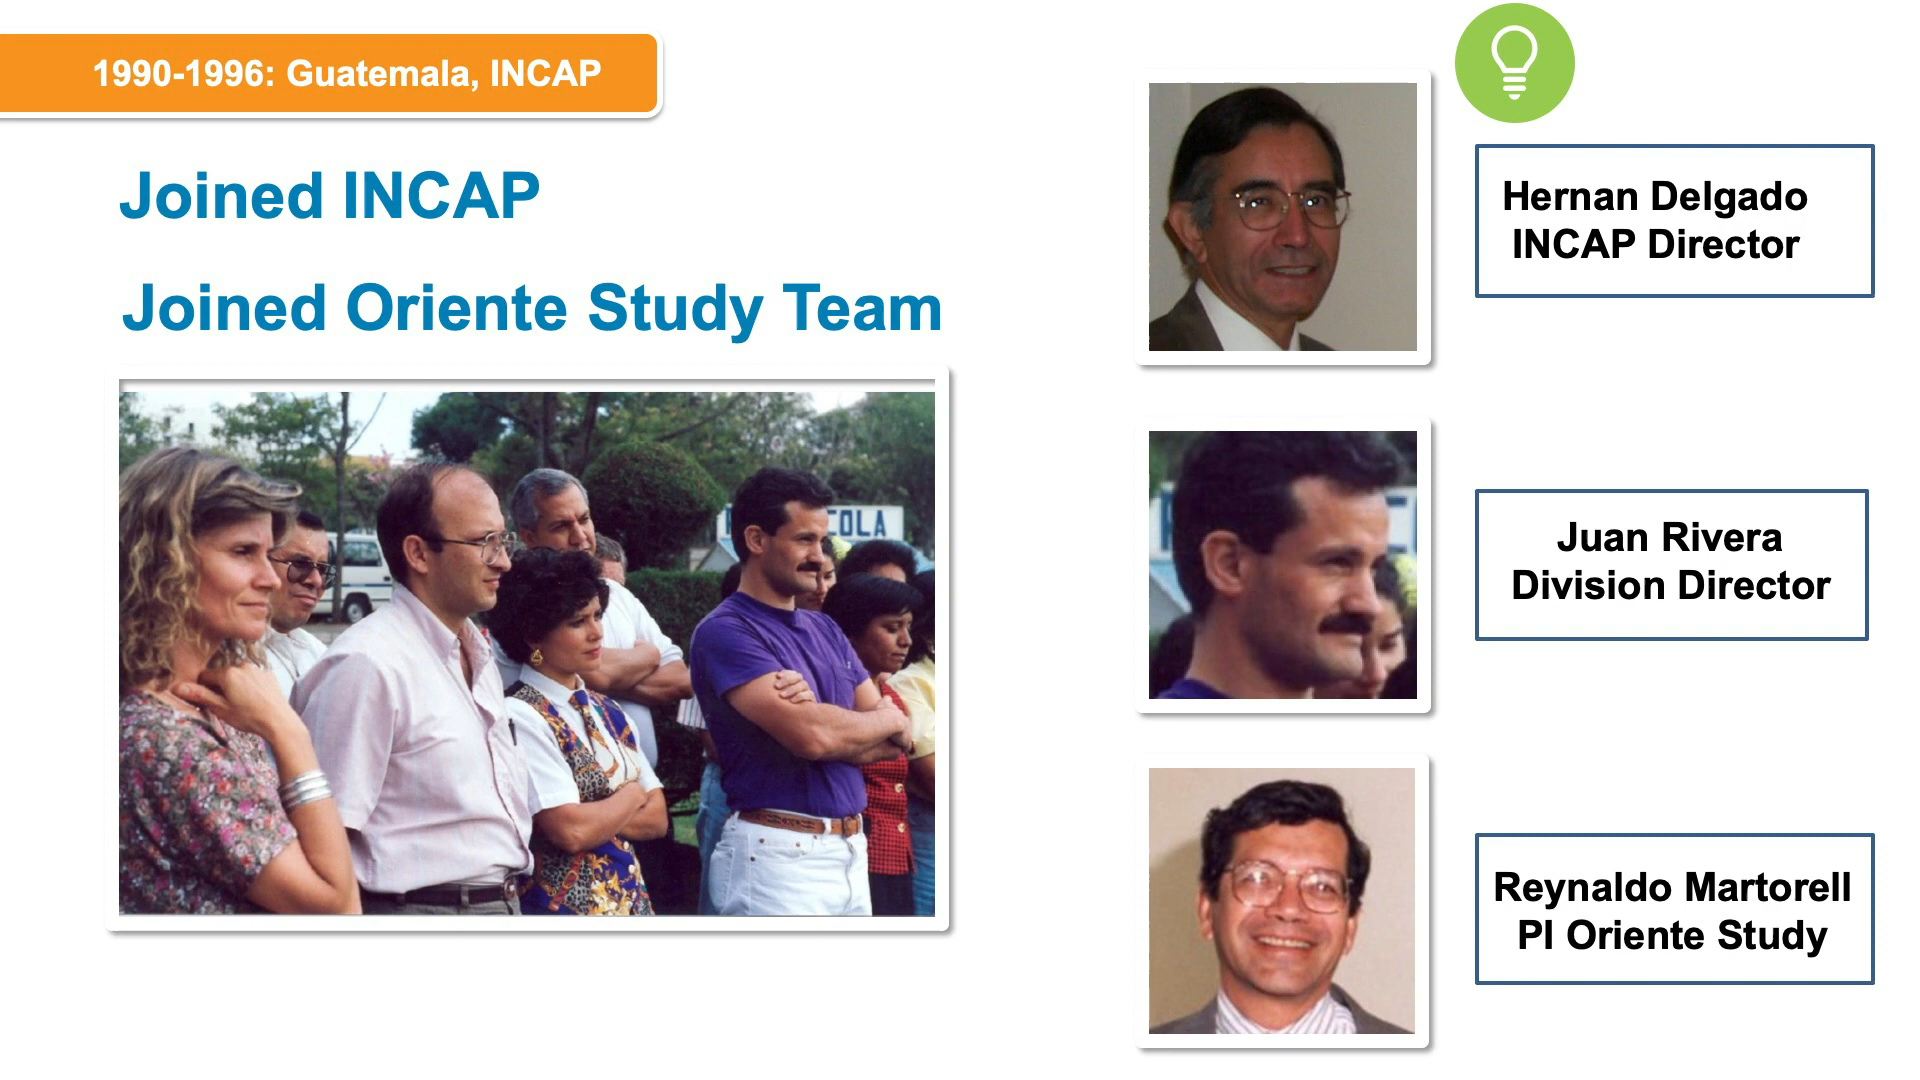 1990-1996: Guatemala, INCAP
Joined INCAP
Joined Oriente Study Team
COLA
Hernan Delgado
INCAP Director
Juan Rivera
Division Director
Reynaldo Martorell
PI Oriente Study